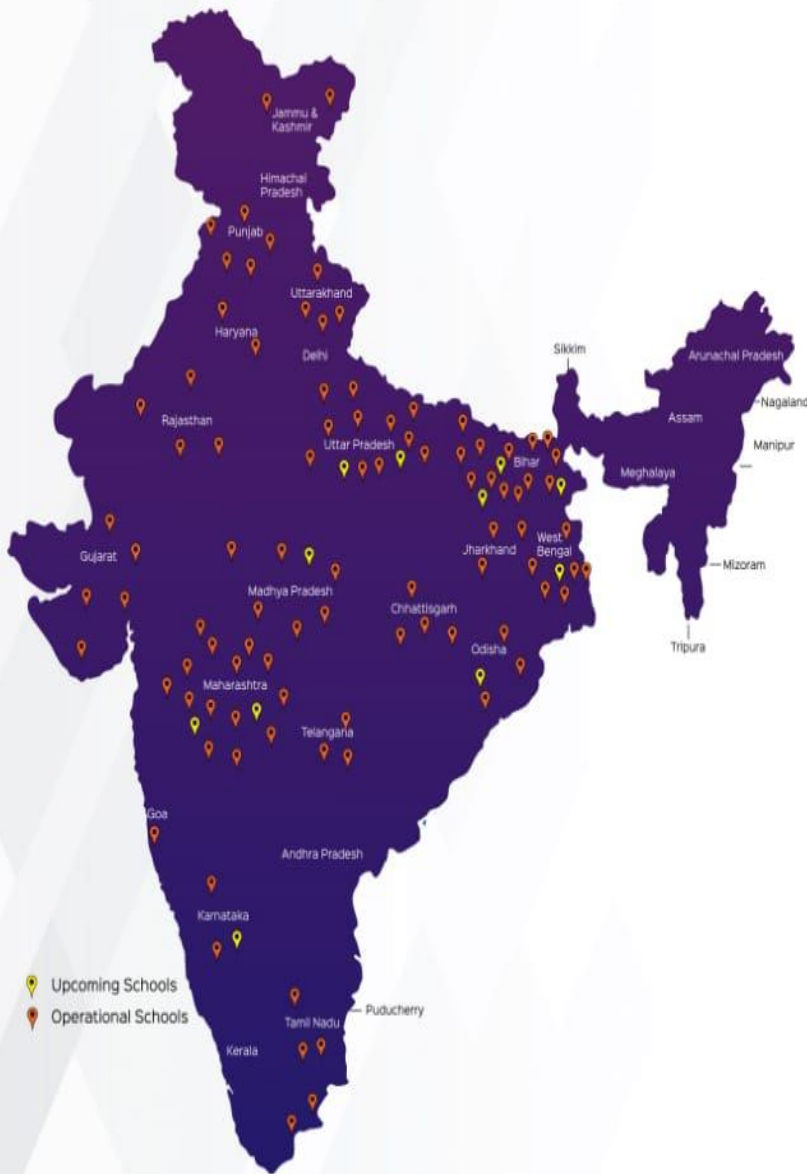 Jammu &
Kashmir
Himachal
Pradesh
Punjab
Uttarakhand
Haryana
Delhi
Sikkim
Arunachal Pradesh
Nagaland
Rajasthan
Assam
Uttar Pradesh
Manipur
Bihar
Meghalaya
West
Bengal
Jharkhand
Gujarat
Mizoram
Madhya Pradesh
Chhattisgarh
Tripura
Odisha
Maharashtra
Telangana
Goa
Andhra Pradesh
Karnataka
Upcoming Schools
Operational Schools
Puducherry
Tamil Nadu
Kerala